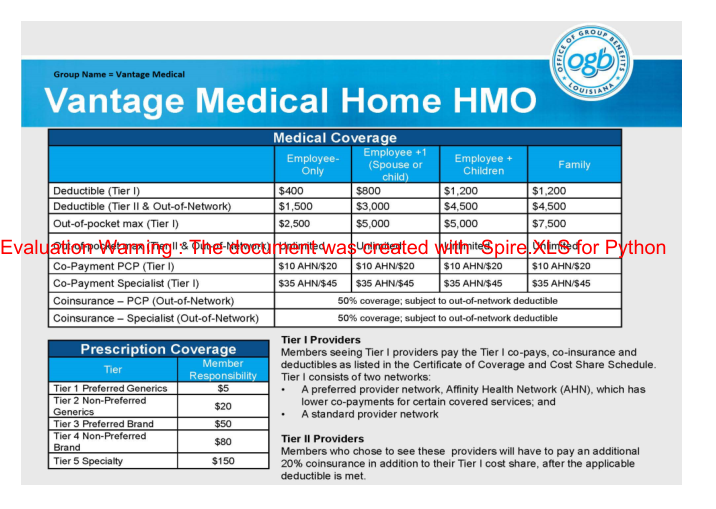 OFFICE OF GROUP BENEFITS
ogb
LOUISIANA
Group Name = Vantage Medical
Vantage Medical Home HMO
Medical Coverage
Employee-Only Employee +1 (Spouse or child) Employee + Children Family
Deductible (Tier I) $400 $800 $1,200 $1,200
Deductible (Tier II & Out-of-Network) $1,500 $3,000 $4,500 $4,500
Out-of-pocket max (Tier I) $2,500 $5,000 $5,000 $7,500
Out-of-pocket max (Tier II & Out-of-Network) Unlimited Unlimited Unlimited Unlimited
Evaluation Warning : The document was created with Spire.XLS for Python
Co-Payment PCP (Tier I) $10 AHN/$20 $10 AHN/$20 $10 AHN/$20 $10 AHN/$20
Co-Payment Specialist (Tier I) $35 AHN/$45 $35 AHN/$45 $35 AHN/$45 $35 AHN/$45
Coinsurance – PCP (Out-of-Network) 50% coverage; subject to out-of-network deductible
Coinsurance – Specialist (Out-of-Network) 50% coverage; subject to out-of-network deductible
Prescription Coverage
Tier Member Responsibility
Tier 1 Preferred Generics $5
Tier 2 Non-Preferred Generics $20
Tier 3 Preferred Brand $50
Tier 4 Non-Preferred Brand $80
Tier 5 Specialty $150
Tier I Providers
Members seeing Tier I providers pay the Tier I co-pays, co-insurance and
deductibles as listed in the Certificate of Coverage and Cost Share Schedule.
Tier I consists of two networks:
• A preferred provider network, Affinity Health Network (AHN), which has
lower co-payments for certain covered services; and
• A standard provider network
Tier II Providers
Members who chose to see these providers will have to pay an additional
20% coinsurance in addition to their Tier I cost share, after the applicable
deductible is met.